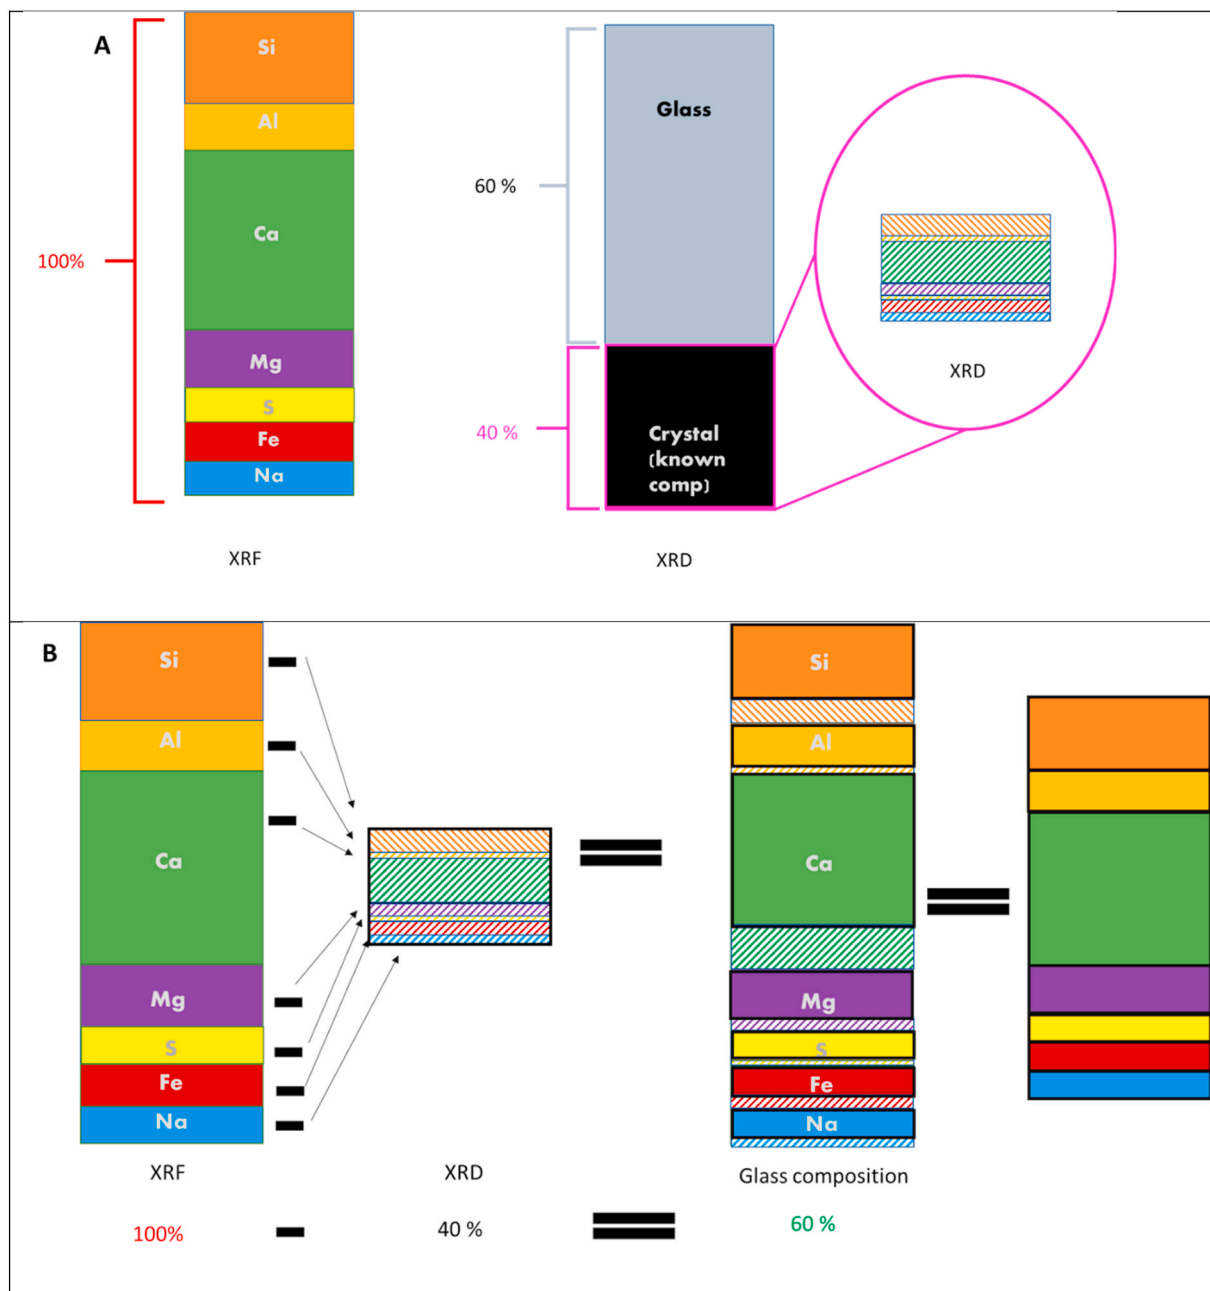 A
Si
Al
Ca
Mg
S
Fe
Na
100%
XRF
Glass
60 %
40 %
Crystal
(known
comp)
XRD
XRD
B
Si
Al
Ca
Mg
S
Fe
Na
XRF
100%
XRD
40 %
Si
Al
Ca
Mg
S
Fe
Na
Glass composition
60 %